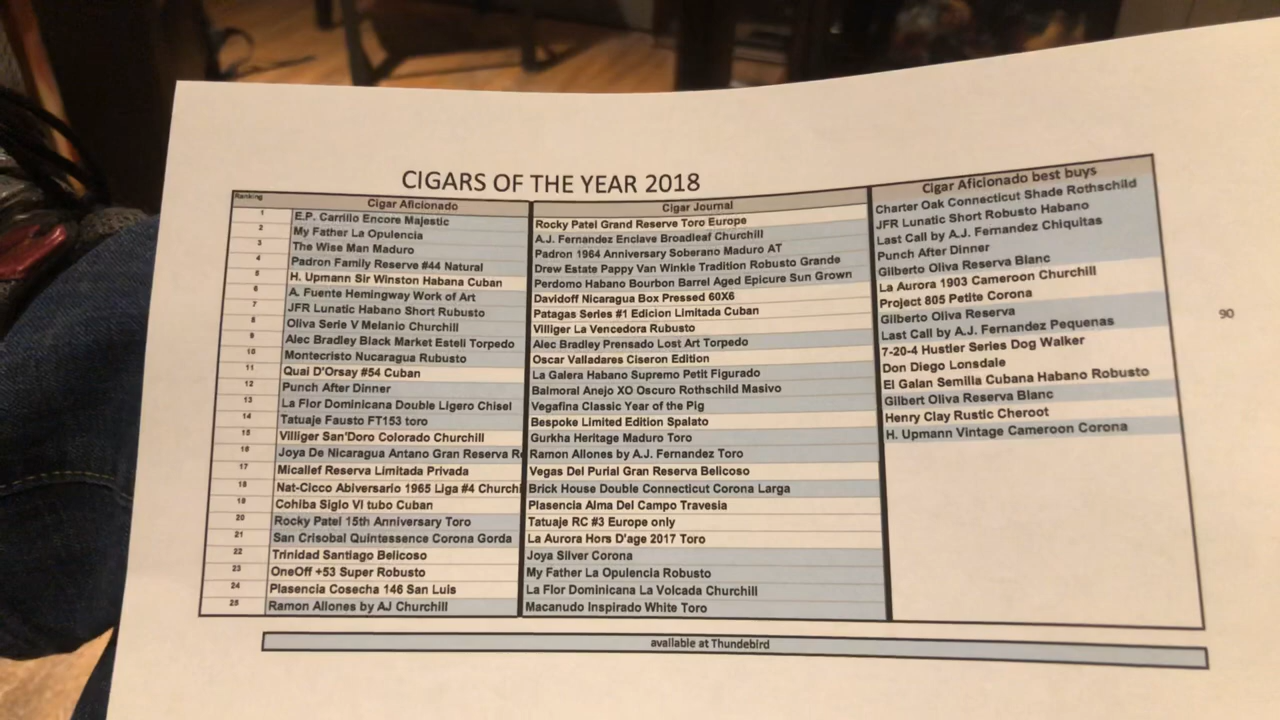 CIGARS OF THE YEAR 2018
Ranking Cigar Aficionado Cigar Journal Cigar Aficionado best buys
1 E.P. Carrillo Encore Majestic Rocky Patel Grand Reserve Toro Europe Charter Oak Connecticut Shade Rothschild
2 My Father La Opulencia A.J. Fernandez Enclave Broadleaf Churchill JFR Lunatic Short Robusto Habano
3 The Wise Man Maduro Padron 1964 Anniversary Soberano Maduro AT Last Call by A.J. Fernandez Chiquitas
4 Padron Family Reserve #44 Natural Drew Estate Pappy Van Winkle Tradition Robusto Grande Punch After Dinner
5 H. Upmann Sir Winston Habana Cuban Perdomo Habano Bourbon Barrel Aged Epicure Sun Grown Gilberto Oliva Reserva Blanc
6 A. Fuente Hemingway Work of Art Davidoff Nicaragua Box Pressed 60X6 La Aurora 1903 Cameroon Churchill
7 JFR Lunatic Habano Short Robusto Patagas Series #1 Edicion Limitada Cuban Project 805 Petite Corona
8 Oliva Serie V Melanio Churchill Villiger La Vencedora Robusto Gilberto Oliva Reserva
9 Alec Bradley Black Market Esteli Torpedo Alec Bradley Prensado Lost Art Torpedo Last Call by A.J. Fernandez Pequenas
10 Montecristo Nucaragua Rubusto Oscar Valladares Ciseron Edition 7-20-4 Hustler Series Dog Walker
11 Quai D'Orsay #54 Cuban La Galera Habano Supremo Petit Figurado Don Diego Lonsdale
12 Punch After Dinner Balmoral Anejo XO Oscuro Rothschild Masivo El Galan Semilla Cubana Habano Robusto
13 La Flor Dominicana Double Ligero Chisel Vegafina Classic Year of the Pig Gilbert Oliva Reserva Blanc
14 Tatuaje Fausto FT153 toro Bespoke Limited Edition Spalato Henry Clay Rustic Cheroot
15 Villiger San'Doro Colorado Churchill Gurkha Heritage Maduro Toro H. Upmann Vintage Cameroon Corona
16 Joya De Nicaragua Antano Gran Reserva R Ramon Allones by A.J. Fernandez Toro
17 Micallef Reserva Limitada Privada Vegas Del Purial Gran Reserva Belicoso
18 Nat-Cicco Abiversario 1965 Liga #4 Churchi Brick House Double Connecticut Corona Larga
19 Cohiba Siglo VI tubo Cuban Plasencia Alma Del Campo Travesia
20 Rocky Patel 15th Anniversary Toro Tatuaje RC #3 Europe only
21 San Crisobal Quintessence Corona Gorda La Aurora Hors D'age 2017 Toro
22 Trinidad Santiago Belicoso Joya Silver Corona
23 OneOff +53 Super Robusto My Father La Opulencia Robusto
24 Plasencia Cosecha 146 San Luis La Flor Dominicana La Volcada Churchill
25 Ramon Allones by AJ Churchill Macanudo Inspirado White Toro
available at Thundebird
90